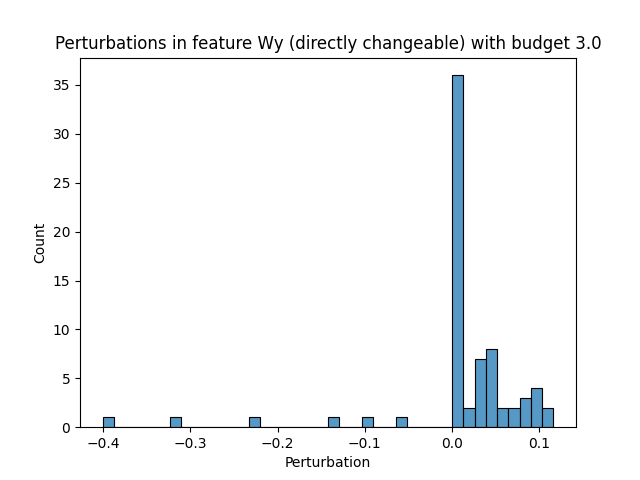 Perturbations in feature Wy (directly changeable) with budget 3.0
35
30
25
20
15
10
5
0
Count
−0.4 −0.3 −0.2 −0.1 0.0 0.1
Perturbation